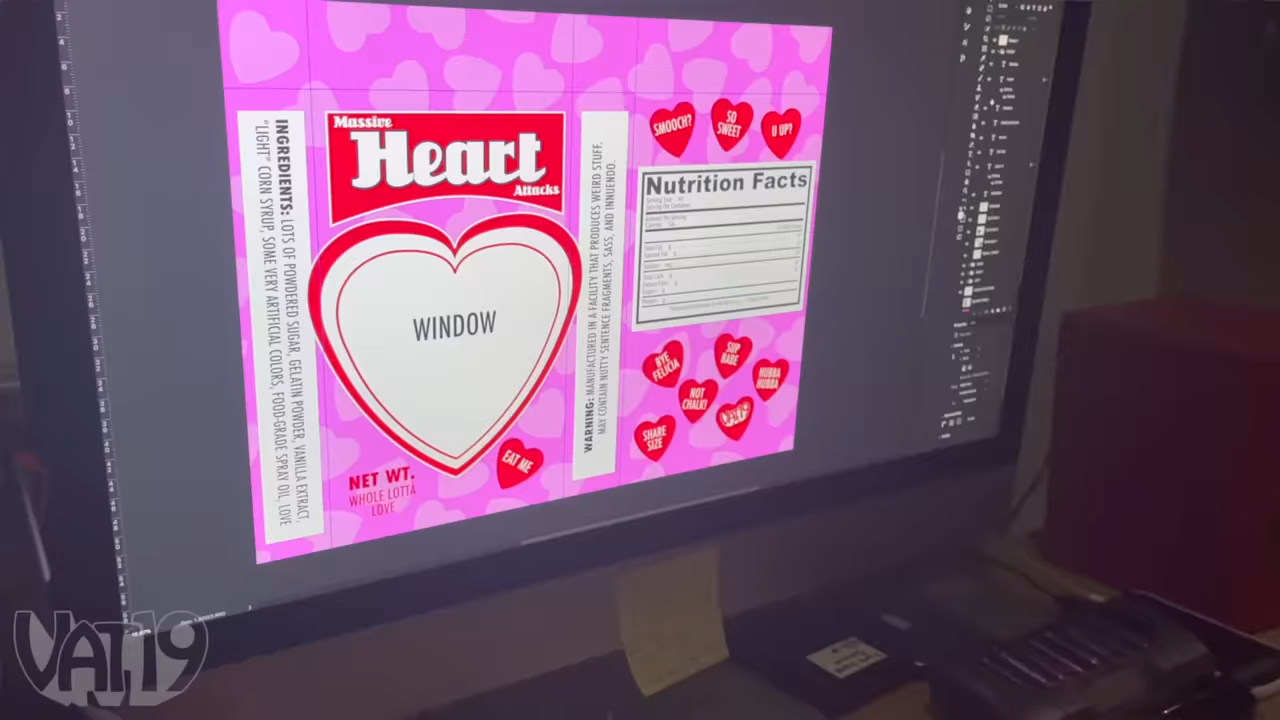 INGREDIENTS: LOTS OF POWDERED SUGAR, GELATIN POWDER, VANILLA EXTRACT,
"LIGHT" CORN SYRUP, SOME VERY ARTIFICIAL COLORS, FOOD-GRADE SPRAY OIL, LOVE
Massive
Heart
Attacks
WINDOW
NET WT.
WHOLE LOTTA
LOVE
EAT ME
WARNING: MANUFACTURED IN A FACILITY THAT PRODUCES WEIRD STUFF.
MAY CONTAIN NUTTY SENTENCE FRAGMENTS, SASS, AND INNUENDO.
SMOOCH?
SO
SWEET
U UP?
Nutrition Facts
BYE
FELICIA
SUP
BABE
HUBBA
HUBBA
NOT
CHALK!
VAT19
SHARE
SIZE
VAT19